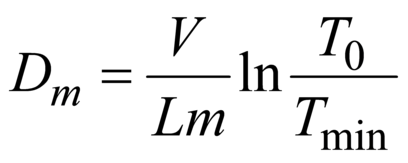 D_m = \frac{V}{Lm} \ln \frac{T_0}{T_{\min}}